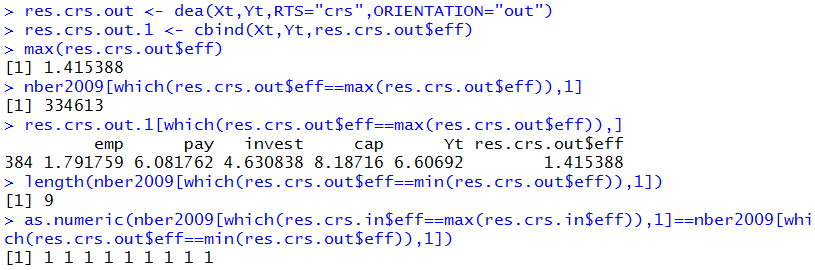 > res.crs.out <- dea(Xt,Yt,RTS="crs",ORIENTATION="out")
> res.crs.out.1 <- cbind(Xt,Yt,res.crs.out$eff)
> max(res.crs.out$eff)
[1] 1.415388
> nber2009[which(res.crs.out$eff==max(res.crs.out$eff)),1]
[1] 334613
> res.crs.out.1[which(res.crs.out$eff==max(res.crs.out$eff)),]
         emp      pay   invest     cap      Yt res.crs.out$eff
384 1.791759 6.081762 4.630838 8.18716 6.60692        1.415388
> length(nber2009[which(res.crs.out$eff==min(res.crs.out$eff)),1])
[1] 9
> as.numeric(nber2009[which(res.crs.in$eff==max(res.crs.in$eff)),1]==nber2009[whi
ch(res.crs.out$eff==min(res.crs.out$eff)),1])
[1] 1 1 1 1 1 1 1 1 1